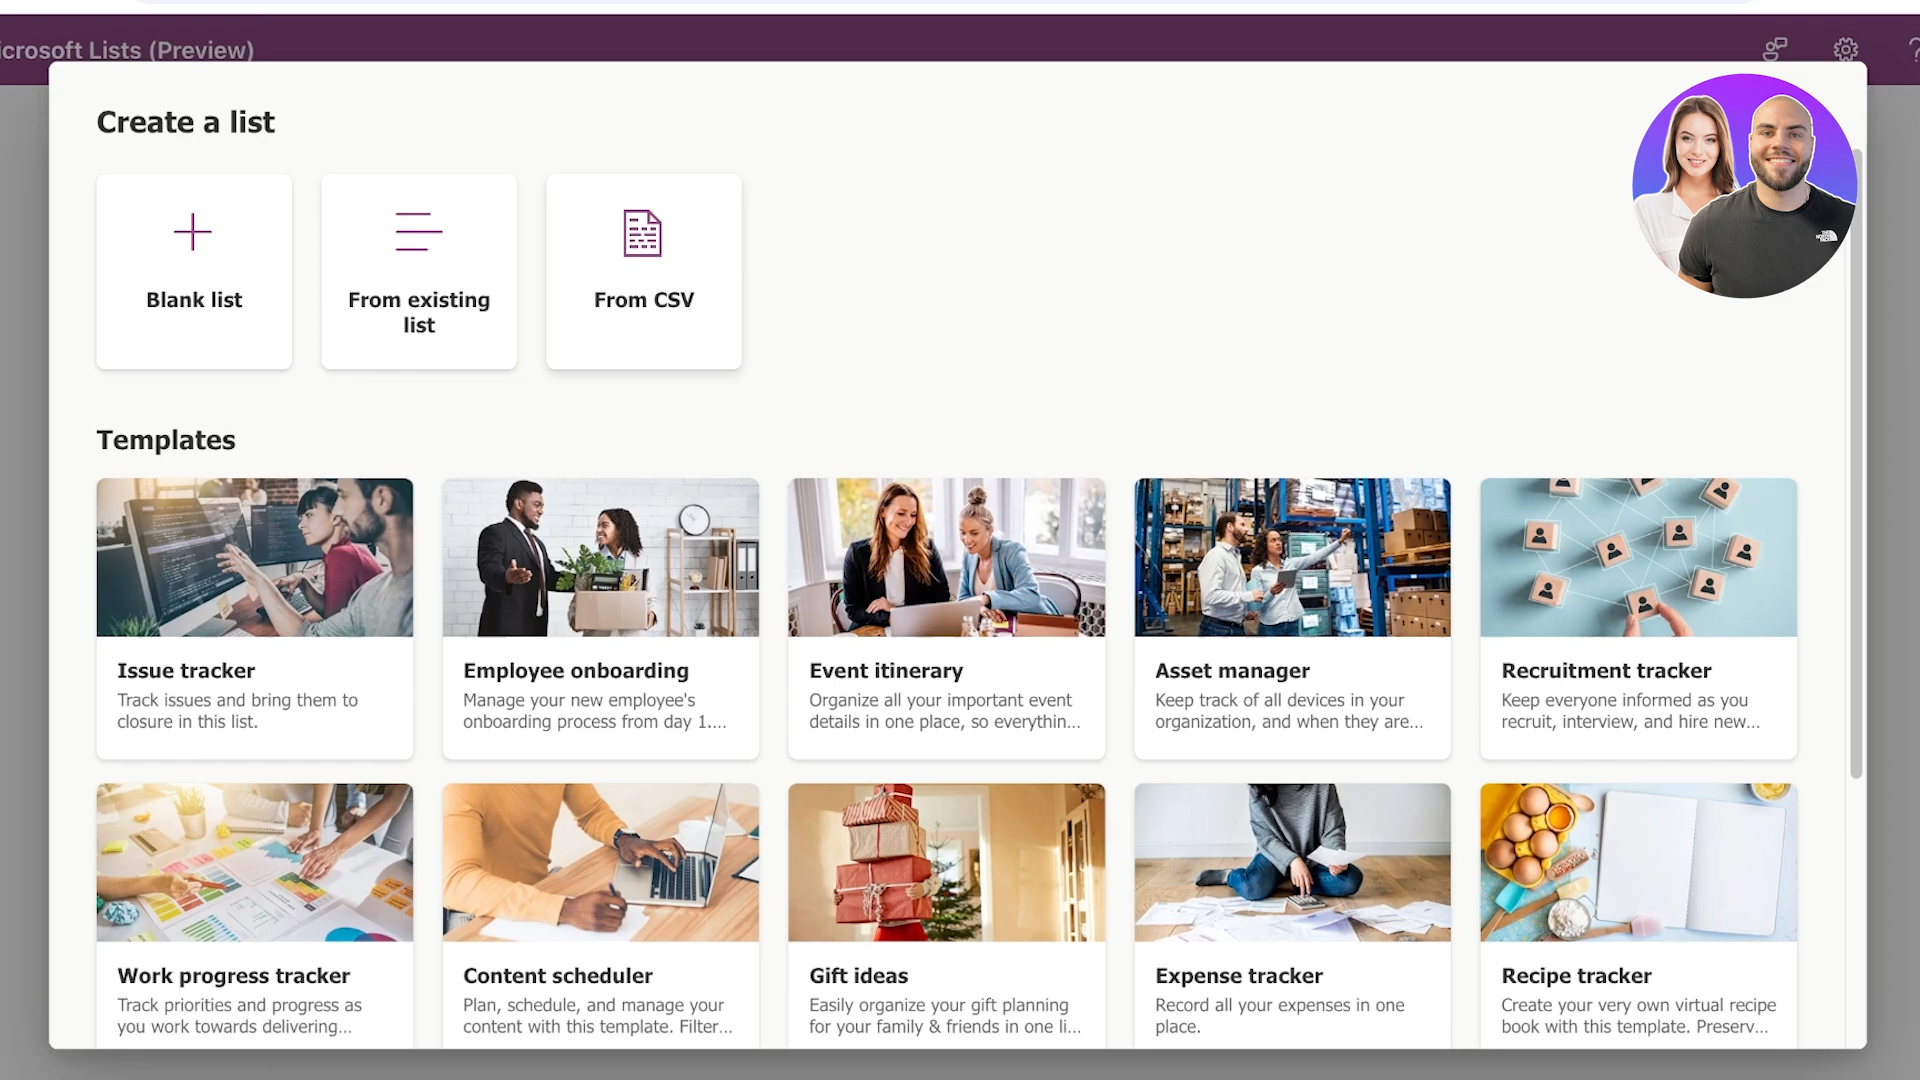 icrosoft Lists (Preview)
Create a list
Blank list
From existing
list
From CSV
Templates
Issue tracker
Track issues and bring them to
closure in this list.
Employee onboarding
Manage your new employee's
onboarding process from day 1....
Event itinerary
Organize all your important event
details in one place, so everythin...
Asset manager
Keep track of all devices in your
organization, and when they are...
Recruitment tracker
Keep everyone informed as you
recruit, interview, and hire new...
Work progress tracker
Track priorities and progress as
you work towards delivering...
Content scheduler
Plan, schedule, and manage your
content with this template. Filter...
Gift ideas
Easily organize your gift planning
for your family & friends in one li...
Expense tracker
Record all your expenses in one
place.
Recipe tracker
Create your very own virtual recipe
book with this template. Preserv...